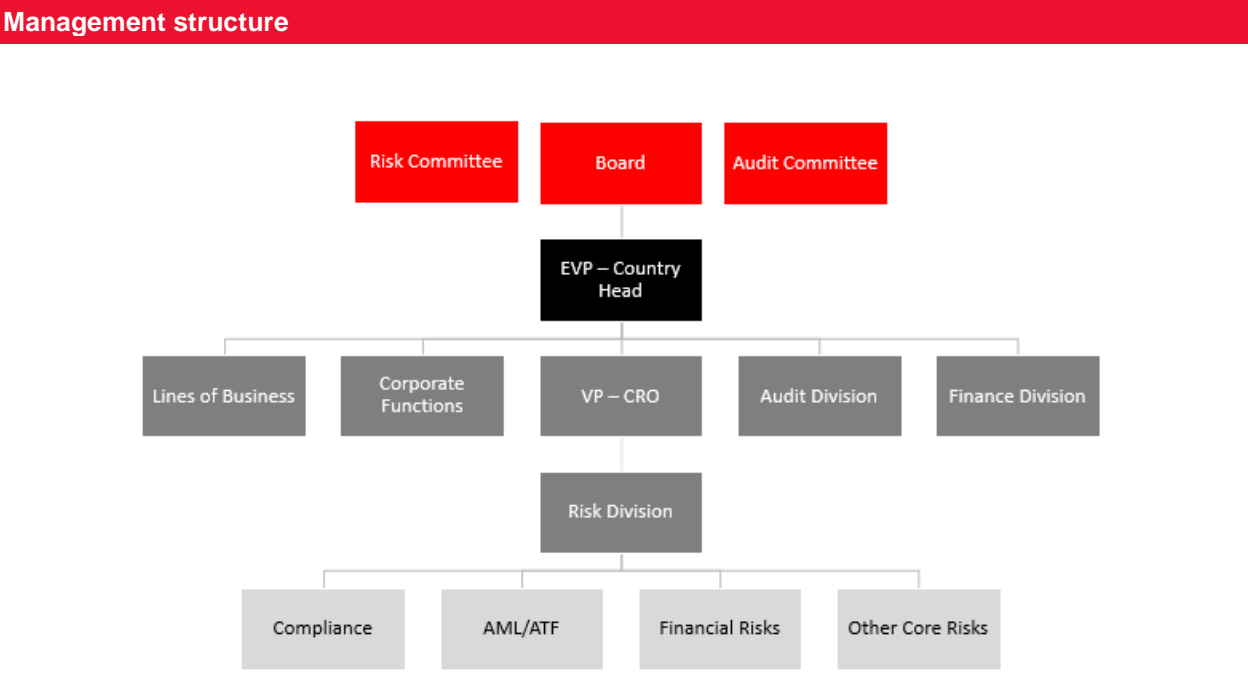 Management structure
Risk Committee
Board
Audit Committee
EVP – Country
Head
Lines of Business
Corporate
Functions
VP – CRO
Audit Division
Finance Division
Risk Division
Compliance
AML/ATF
Financial Risks
Other Core Risks